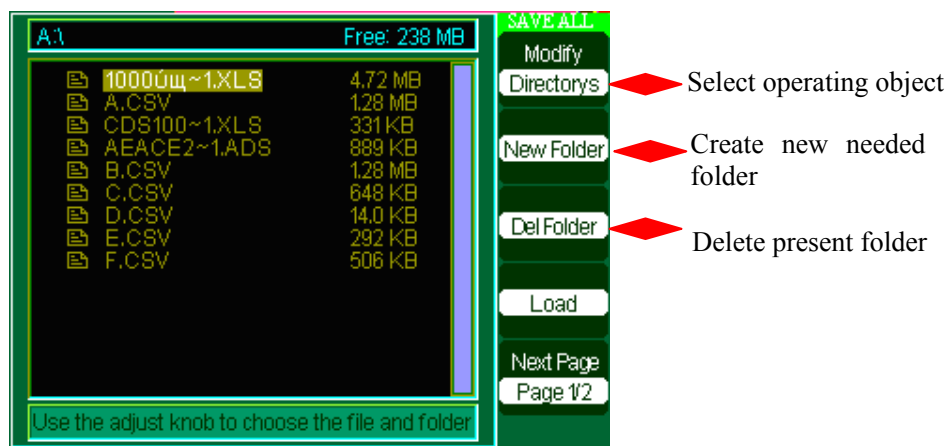 A:\ Free: 238 MB
1000úщ~1.XLS 4.72 MB
A.CSV 1.28 MB
CDS100~1.XLS 331 KB
AEACE2~1.ADS 889 KB
B.CSV 1.28 MB
C.CSV 648 KB
D.CSV 14.0 KB
E.CSV 292 KB
F.CSV 506 KB
Use the adjust knob to choose the file and folder
SAVE ALL
Modify
Directorys
New Folder
Del Folder
Load
Next Page
Page 1/2
Select operating object
Create new needed
folder
Delete present folder